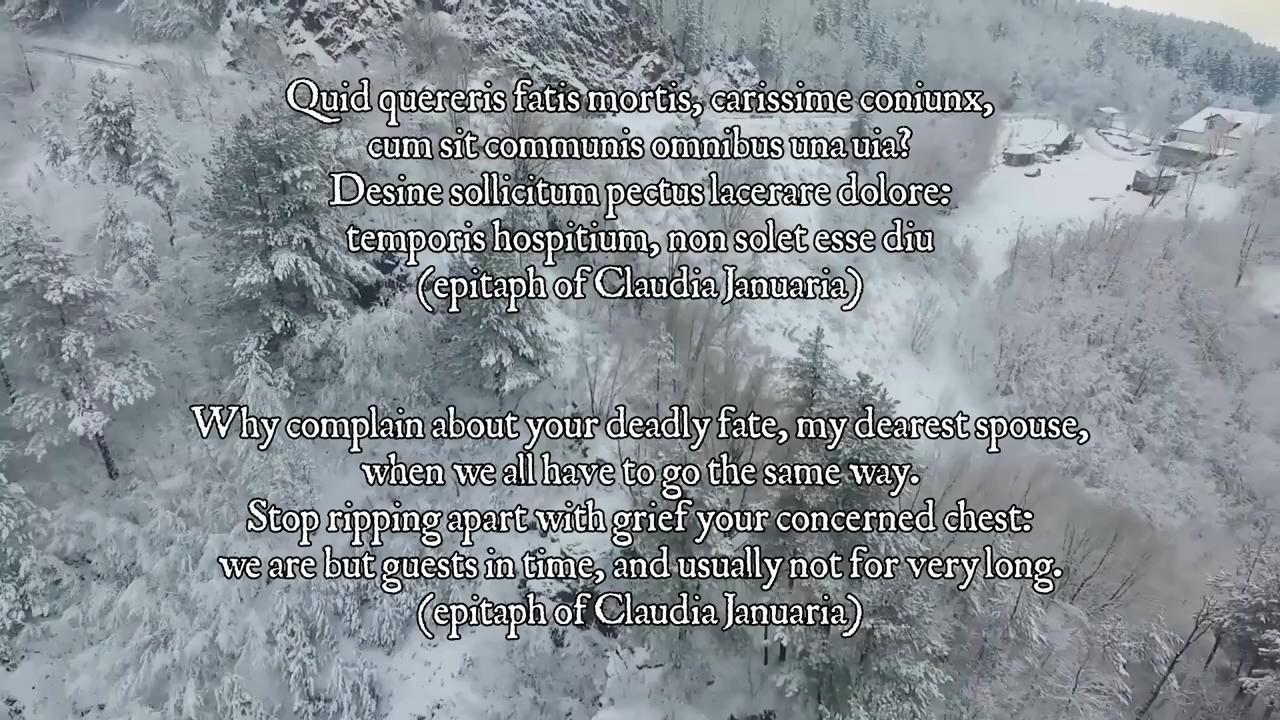 Quid quereris fatis mortis, carissime coniunx,
cum sit communis omnibus una uia?
Desine sollicitum pectus lacerare dolore:
temporis hospitium, non solet esse diu
(epitaph of Claudia Januaria)
Why complain about your deadly fate, my dearest spouse,
when we all have to go the same way.
Stop ripping apart with grief your concerned chest:
we are but guests in time, and usually not for very long.
(epitaph of Claudia Januaria)